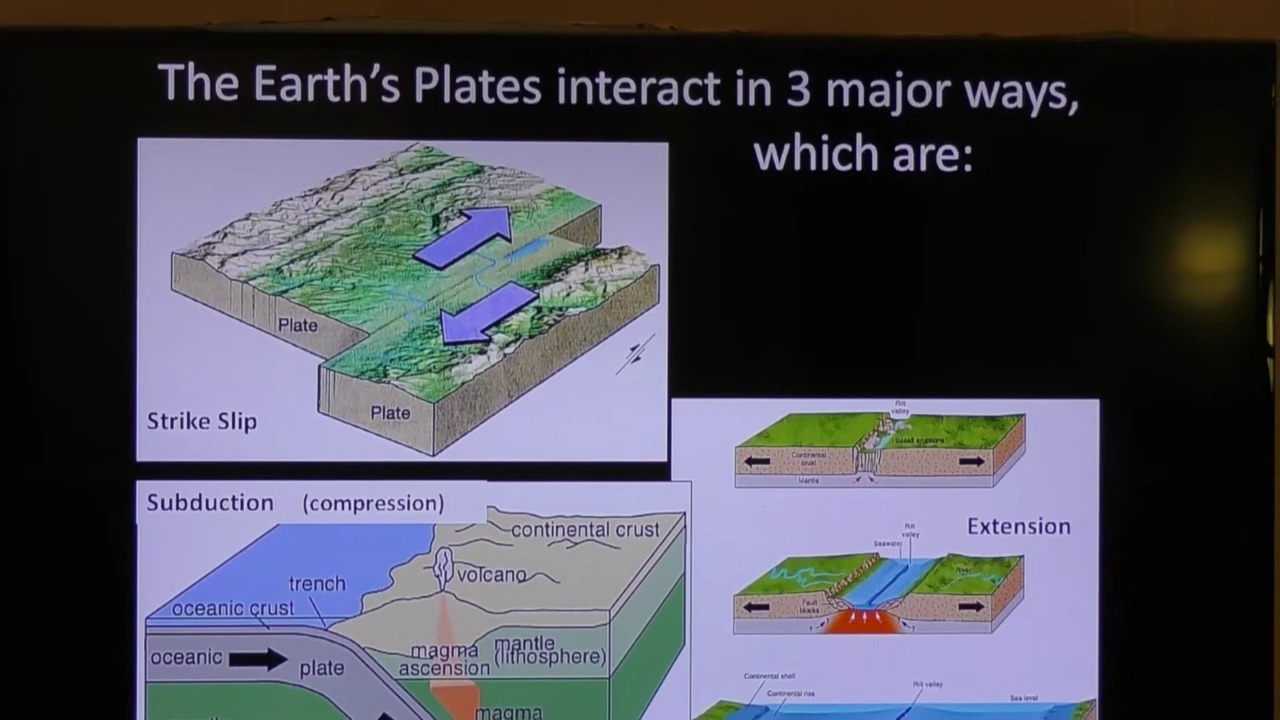 The Earth's Plates interact in 3 major ways,
which are:
Plate
Plate
Strike Slip
Subduction (compression)
continental crust
volcano
trench
oceanic crust
oceanic
plate
magma
ascension
mantle
(lithosphere)
magma
Rift
valley
Basalt eruptions
Continental
crust
Mantle
Extension
Rift
valley
Seawater
River
Fault
blocks
?
?
Continental shelf
Continental rise
Rift valley
Sea level